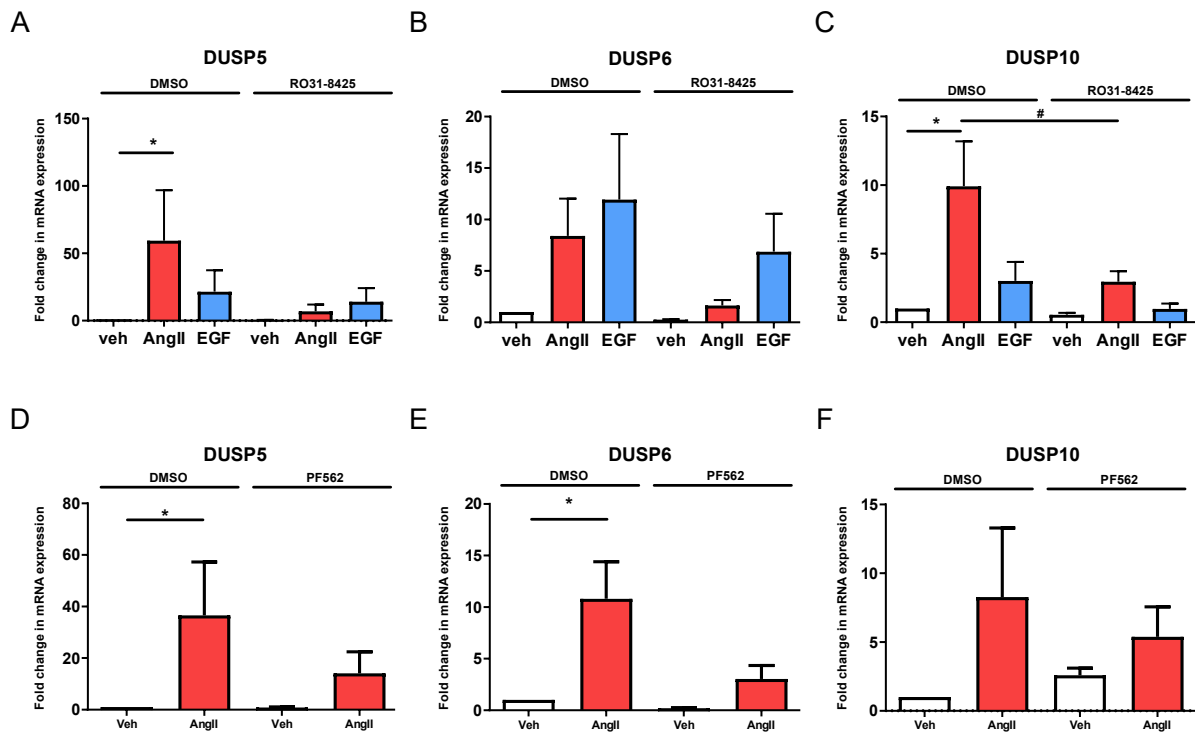 A
DUSP5
DMSO RO31-8425
Fold change in mRNA expression
150
100
50
0
*
veh AngII EGF veh AngII EGF
B
DUSP6
DMSO RO31-8425
Fold change in mRNA expression
20
15
10
5
0
veh AngII EGF veh AngII EGF
C
DUSP10
DMSO RO31-8425
Fold change in mRNA expression
15
10
5
0
* #
veh AngII EGF veh AngII EGF
D
DUSP5
DMSO PF562
Fold change in mRNA expression
80
60
40
20
0
*
Veh AngII Veh AngII
E
DUSP6
DMSO PF562
Fold change in mRNA expression
20
15
10
5
0
*
Veh AngII Veh AngII
F
DUSP10
DMSO PF562
Fold change in mRNA expression
15
10
5
0
Veh AngII Veh AngII